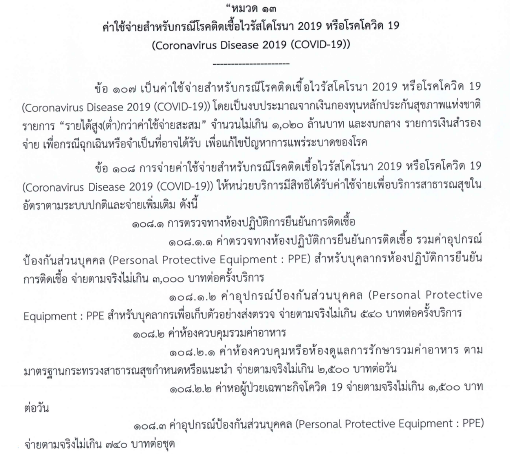 “หมวด ๑๓
ค่าใช้จ่ายสำหรับกรณีโรคติดเชื้อไวรัสโคโรนา 2019 หรือโรคโควิด 19
(Coronavirus Disease 2019 (COVID-19))
--------------------
ข้อ ๑๐๗ เป็นค่าใช้จ่ายสำหรับกรณีโรคติดเชื้อไวรัสโคโรนา 2019 หรือโรคโควิด 19
(Coronavirus Disease 2019 (COVID-19)) โดยเป็นงบประมาณจากเงินกองทุนหลักประกันสุขภาพแห่งชาติ
รายการ “รายได้สูง(ต่ำ)กว่าค่าใช้จ่ายสะสม” จำนวนไม่เกิน ๑,๐๒๐ ล้านบาท และงบกลาง รายการเงินสำรอง
จ่าย เพื่อกรณีฉุกเฉินหรือจำเป็นที่อาจได้รับ เพื่อแก้ไขปัญหาการแพร่ระบาดของโรค
ข้อ ๑๐๘ การจ่ายค่าใช้จ่ายสำหรับกรณีโรคติดเชื้อไวรัสโคโรนา 2019 หรือโรคโควิด 19
(Coronavirus Disease 2019 (COVID-19)) ให้หน่วยบริการมีสิทธิได้รับค่าใช้จ่ายเพื่อบริการสาธารณสุขใน
อัตราตามระบบปกติและจ่ายเพิ่มเติม ดังนี้
๑๐๘.๑ การตรวจทางห้องปฏิบัติการยืนยันการติดเชื้อ
๑๐๘.๑.๑ ค่าตรวจทางห้องปฏิบัติการยืนยันการติดเชื้อ รวมค่าอุปกรณ์
ป้องกันส่วนบุคคล (Personal Protective Equipment : PPE) สำหรับบุคลากรห้องปฏิบัติการยืนยัน
การติดเชื้อ จ่ายตามจริงไม่เกิน ๓,๐๐๐ บาทต่อครั้งบริการ
๑๐๘.๑.๒ ค่าอุปกรณ์ป้องกันส่วนบุคคล (Personal Protective
Equipment : PPE สำหรับบุคลากรเพื่อเก็บตัวอย่างส่งตรวจ จ่ายตามจริงไม่เกิน ๕๔๐ บาทต่อครั้งบริการ
๑๐๘.๒ ค่าห้องควบคุมรวมค่าอาหาร
๑๐๘.๒.๑ ค่าห้องควบคุมหรือห้องดูแลการรักษารวมค่าอาหาร ตาม
มาตรฐานกระทรวงสาธารณสุขกำหนดหรือแนะนำ จ่ายตามจริงไม่เกิน ๒,๕๐๐ บาทต่อวัน
๑๐๘.๒.๒ ค่าหอผู้ป่วยเฉพาะกิจโควิด 19 จ่ายตามจริงไม่เกิน ๑,๕๐๐ บาท
ต่อวัน
๑๐๘.๓ ค่าอุปกรณ์ป้องกันส่วนบุคคล (Personal Protective Equipment : PPE)
จ่ายตามจริงไม่เกิน ๗๔๐ บาทต่อชุด